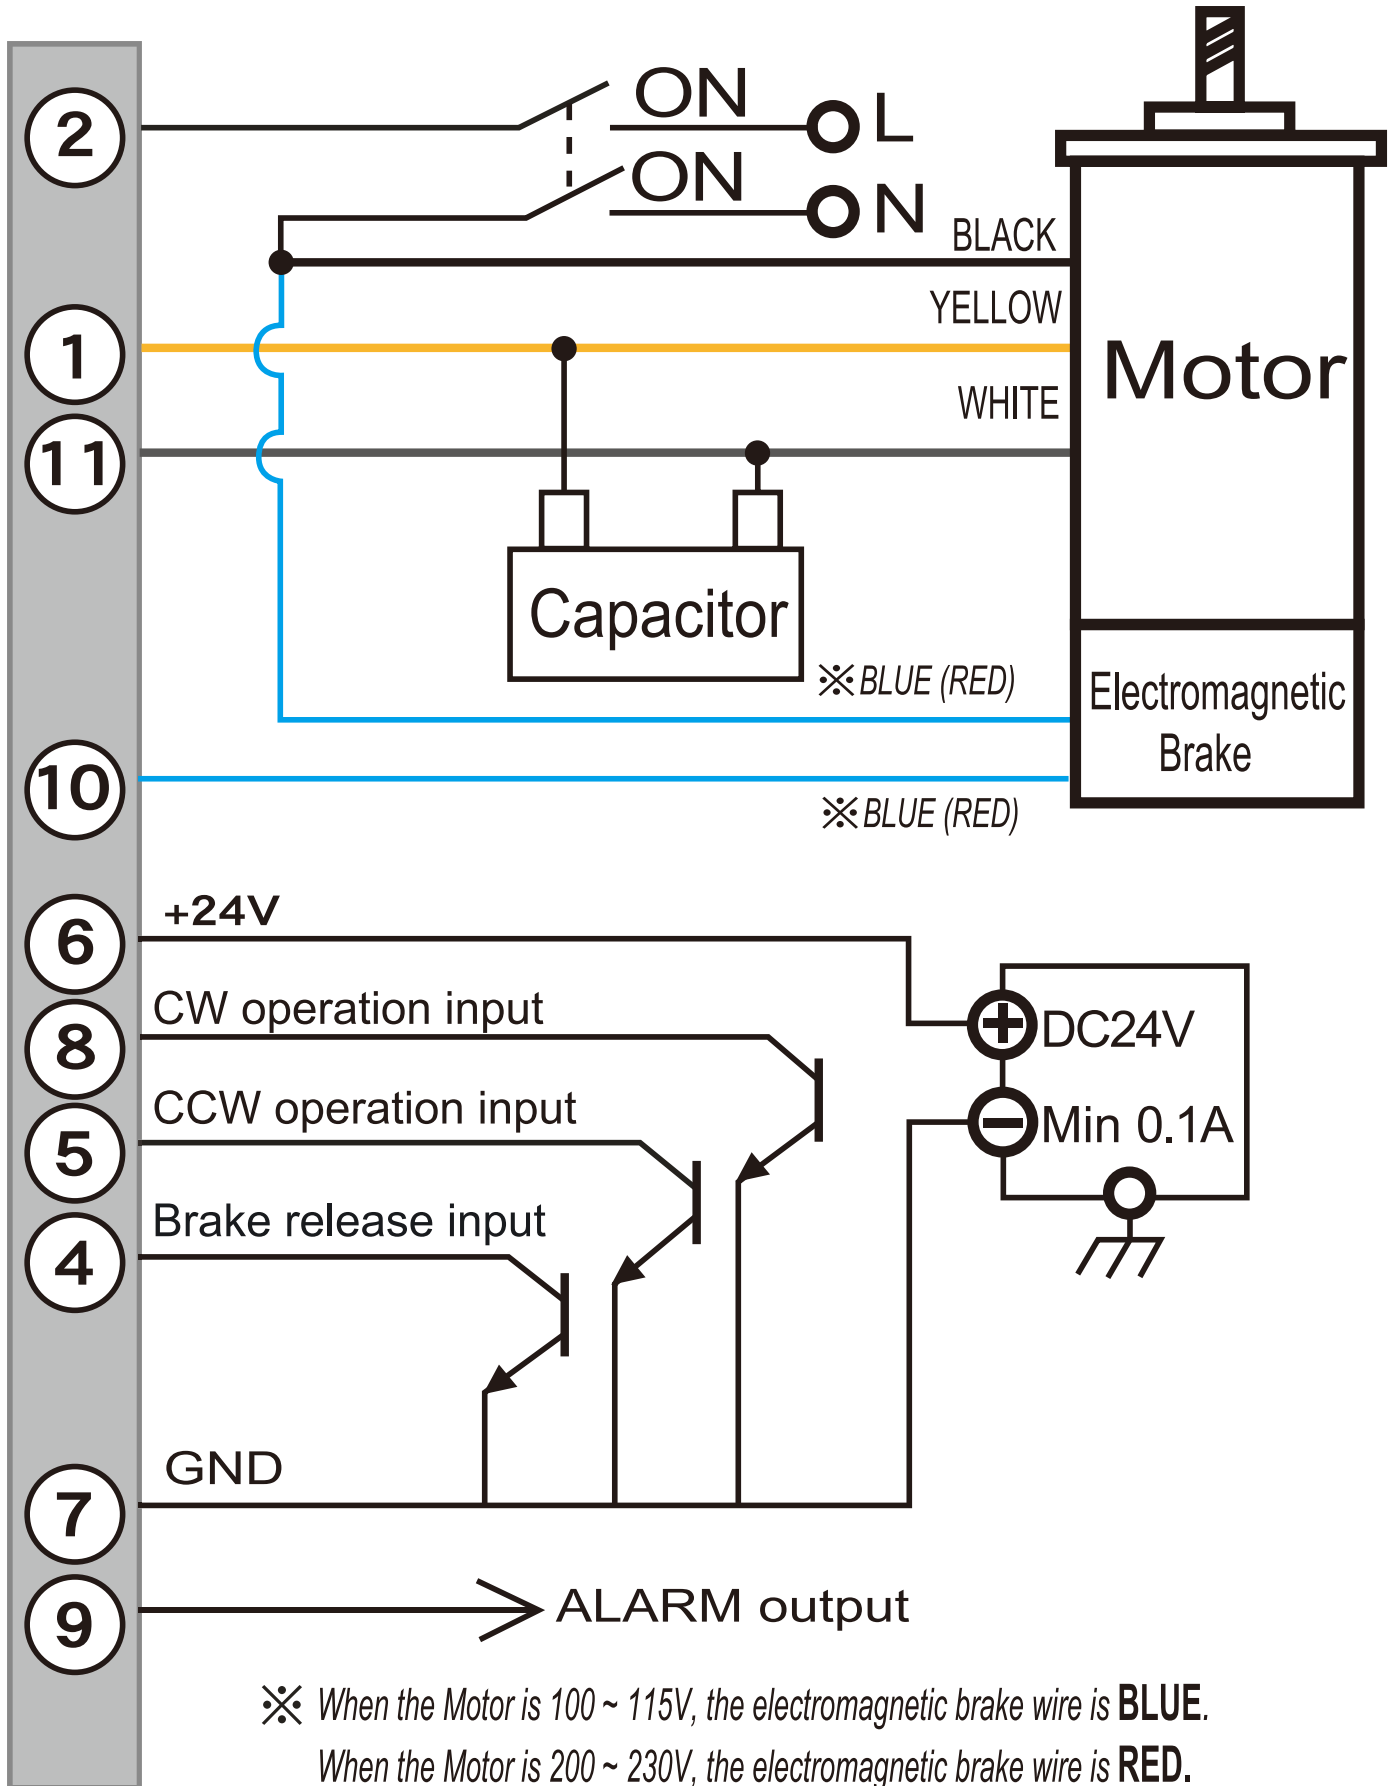 2
ON
L
ON
N
BLACK
YELLOW
1
Motor
WHITE
11
Capacitor
※ BLUE (RED)
Electromagnetic
Brake
10
※ BLUE (RED)
+24V
6
CW operation input
DC24V
8
CCW operation input
Min 0.1A
5
Brake release input
4
GND
7
9
ALARM output
※ When the Motor is 100 ~ 115V, the electromagnetic brake wire is BLUE.
When the Motor is 200 ~ 230V, the electromagnetic brake wire is RED.